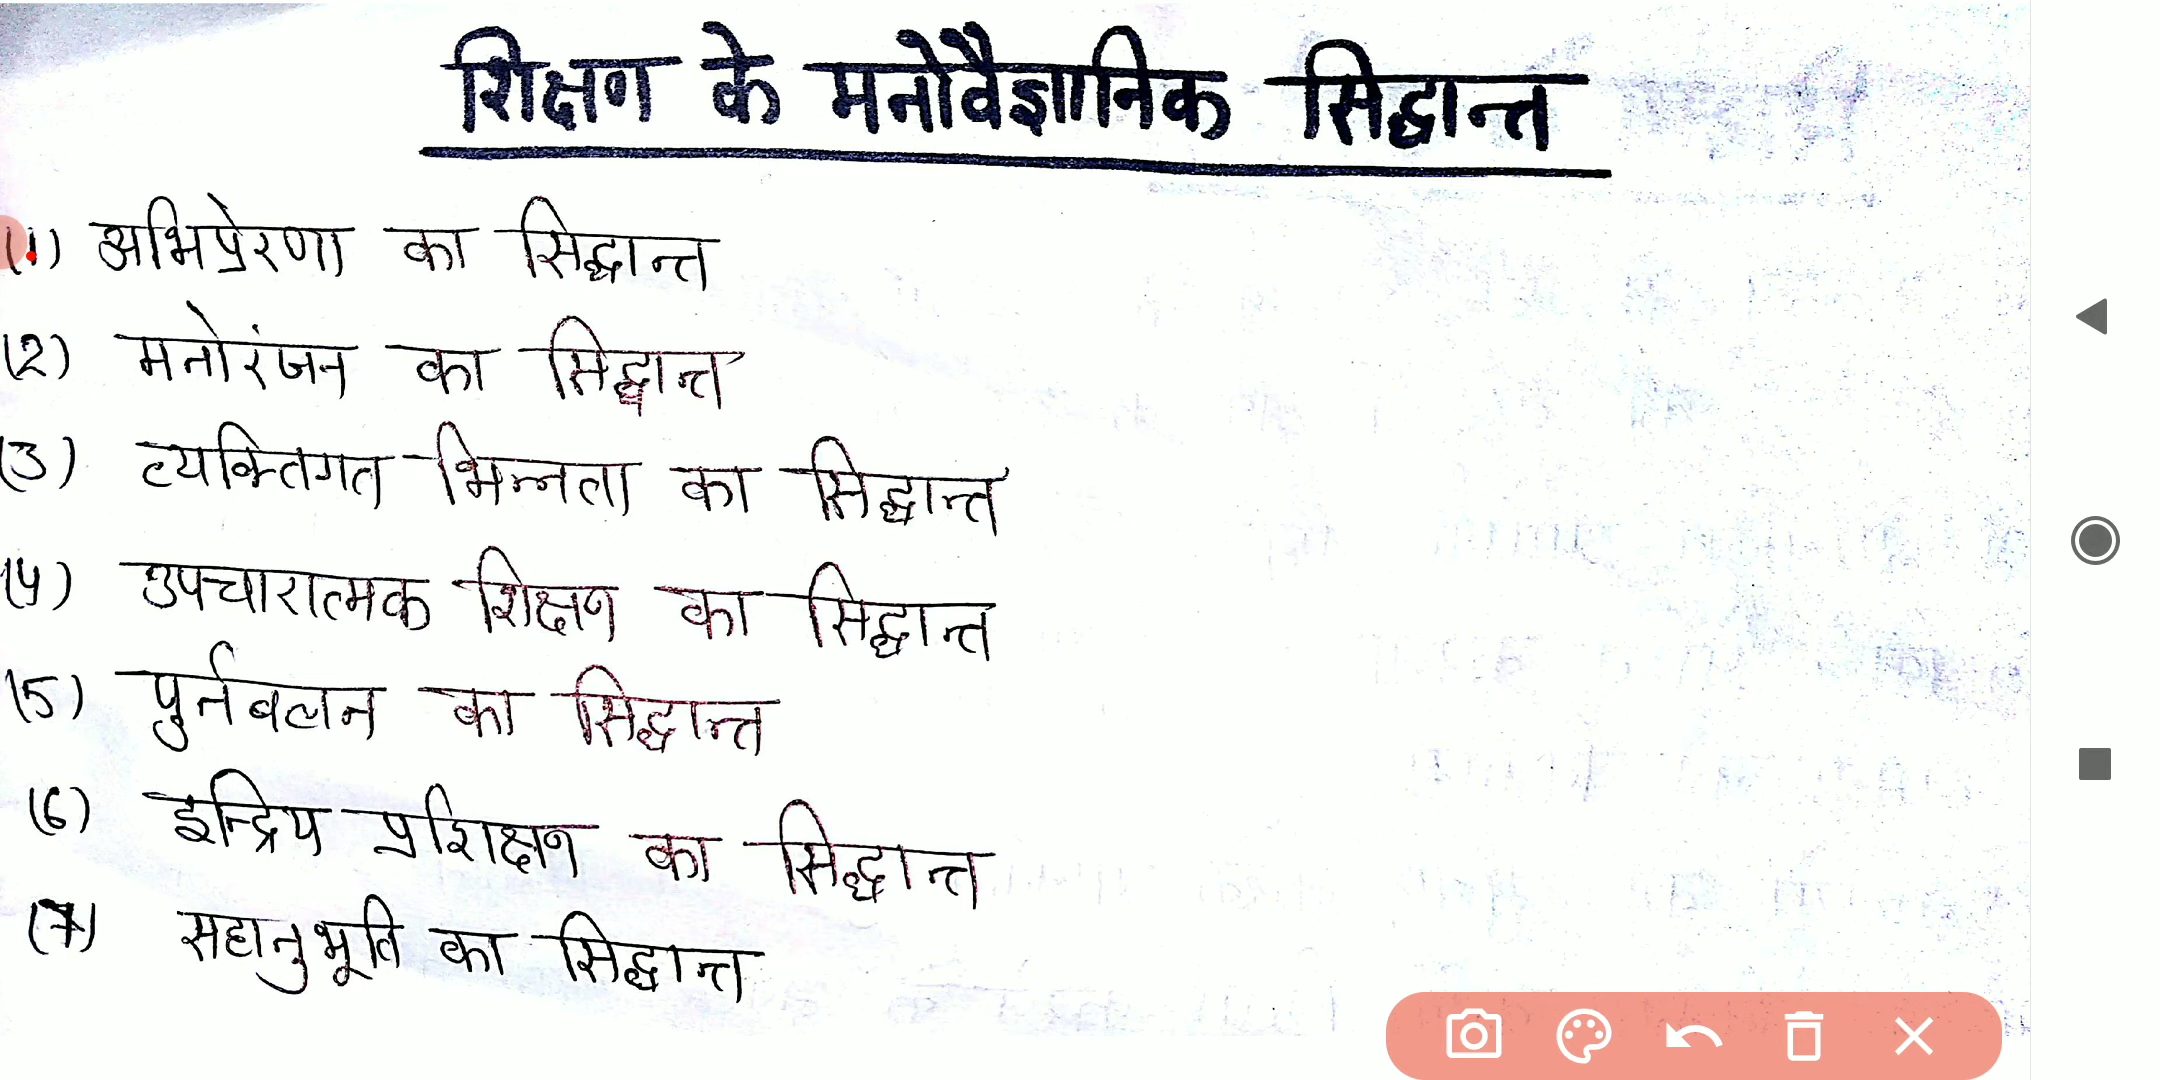 शिक्षण के मनोवैज्ञानिक सिद्धान्त
(1) अभिप्रेरणा का सिद्धान्त
(2) मनोरंजन का सिद्धान्त
(3) व्यक्तिगत भिन्नता का सिद्धान्त
(4) उपचारात्मक शिक्षण का सिद्धान्त
(5) पुर्नबलन का सिद्धान्त
(6) इन्द्रिय प्रशिक्षण का सिद्धान्त
(7) सहानुभूति का सिद्धान्त